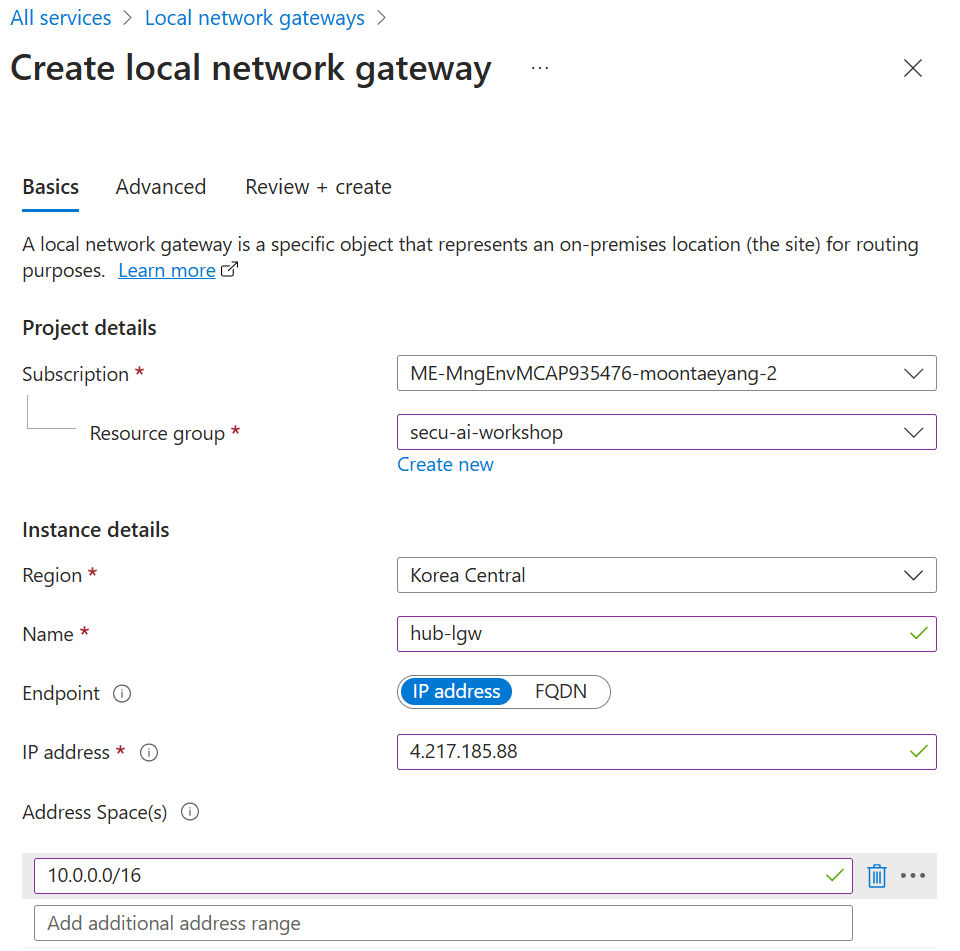 All services > Local network gateways >
Create local network gateway ...
Basics Advanced Review + create
A local network gateway is a specific object that represents an on-premises location (the site) for routing
purposes. Learn more
Project details
Subscription * ME-MngEnvMCAP935476-moontaeyang-2
Resource group * secu-ai-workshop
Create new
Instance details
Region * Korea Central
Name * hub-lgw
Endpoint IP address FQDN
IP address * 4.217.185.88
Address Space(s)
10.0.0.0/16
Add additional address range